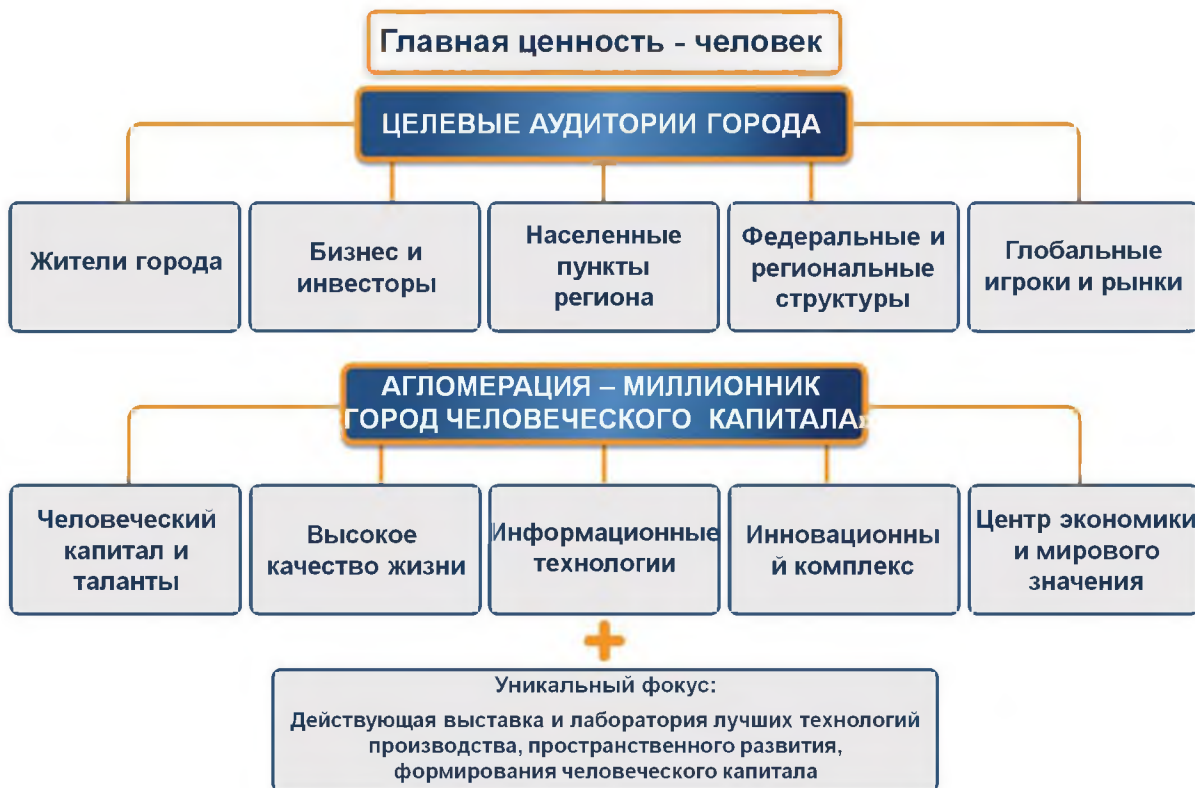 Главная ценность - человек
ЦЕЛЕВЫЕ АУДИТОРИИ ГОРОДА
Жители города
Бизнес и
инвесторы
Населенные
пункты
региона
Федеральные и
региональные
структуры
Глобальные
игроки и рынки
АГЛОМЕРАЦИЯ – МИЛЛИОННИК
«ГОРОД ЧЕЛОВЕЧЕСКОГО КАПИТАЛА»
Человеческий
капитал и
таланты
Высокое
качество жизни
Информационные
технологии
Инновационны
й комплекс
Центр экономики
и мирового
значения
Уникальный фокус:
Действующая выставка и лаборатория лучших технологий
производства, пространственного развития,
формирования человеческого капитала